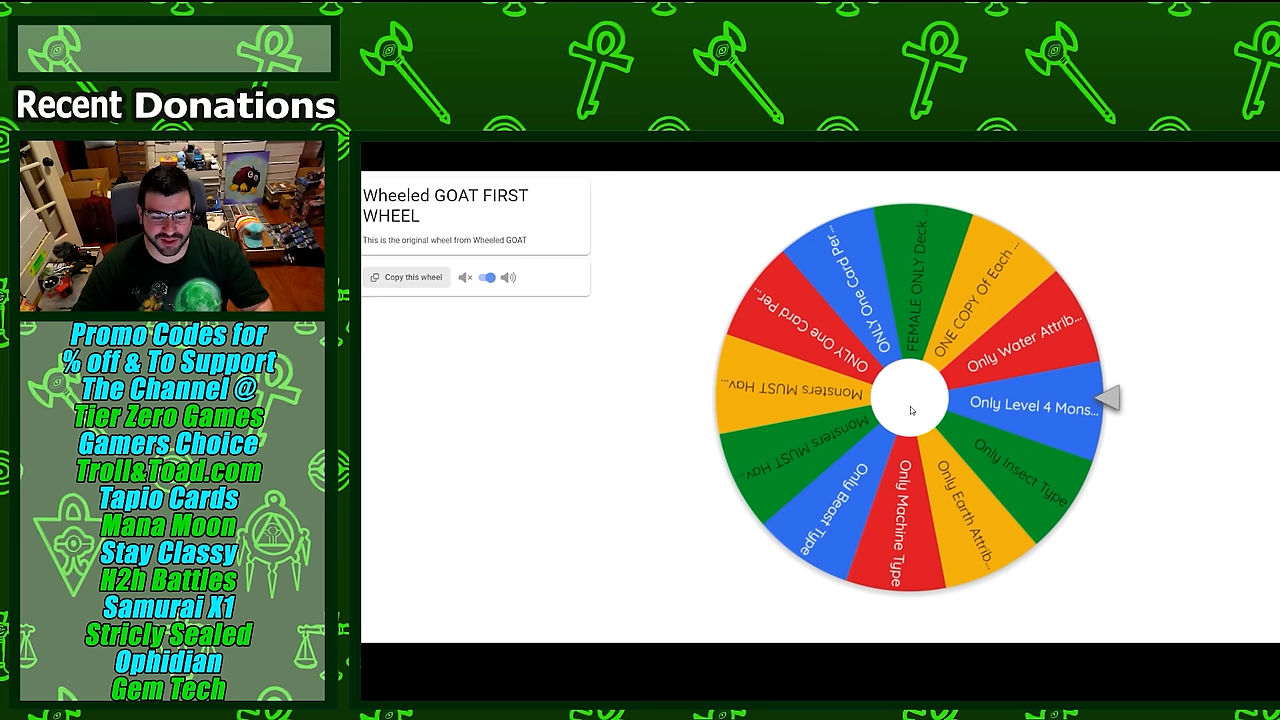 Recent Donations
Promo Codes for
% off & To Support
The Channel @
Tier Zero Games
Gamers Choice
Troll&Toad.com
Tapio Cards
Mana Moon
Stay Classy
H2h Battles
Samurai X1
Stricly Sealed
Ophidian
Gem Tech
Wheeled GOAT FIRST
WHEEL
This is the original wheel from Wheeled GOAT
Copy this wheel
FEMALE ONLY Deck ...
ONE COPY Of Each ...
Only Water Attrib...
Only Level 4 Mons...
Only Insect Type
Only Earth Attrib...
Only Machine Type
Only Beast Type
Monsters MUST Hav...
Monsters MUST Hav...
ONLY One Card Per...
ONLY One Card Per...